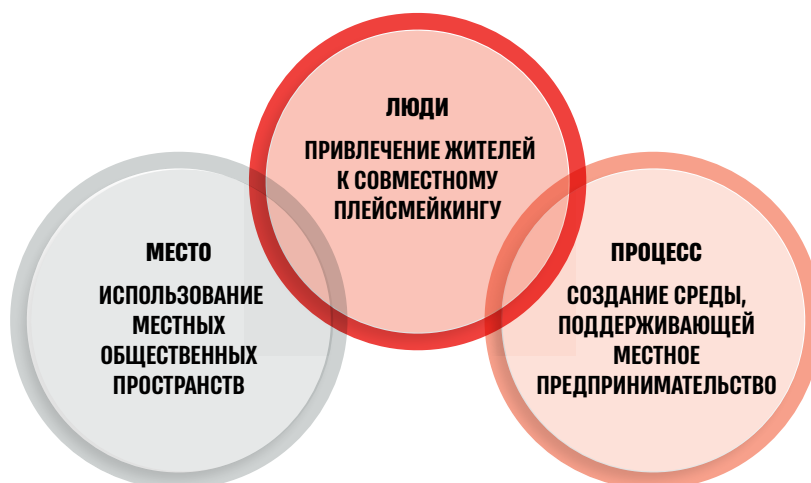 ЛЮДИ
ПРИВЛЕЧЕНИЕ ЖИТЕЛЕЙ
К СОВМЕСТНОМУ
ПЛЕЙСМЕЙКИНГУ
МЕСТО
ИСПОЛЬЗОВАНИЕ
МЕСТНЫХ
ОБЩЕСТВЕННЫХ
ПРОСТРАНСТВ
ПРОЦЕСС
СОЗДАНИЕ СРЕДЫ,
ПОДДЕРЖИВАЮЩЕЙ
МЕСТНОЕ
ПРЕДПРИНИМАТЕЛЬСТВО